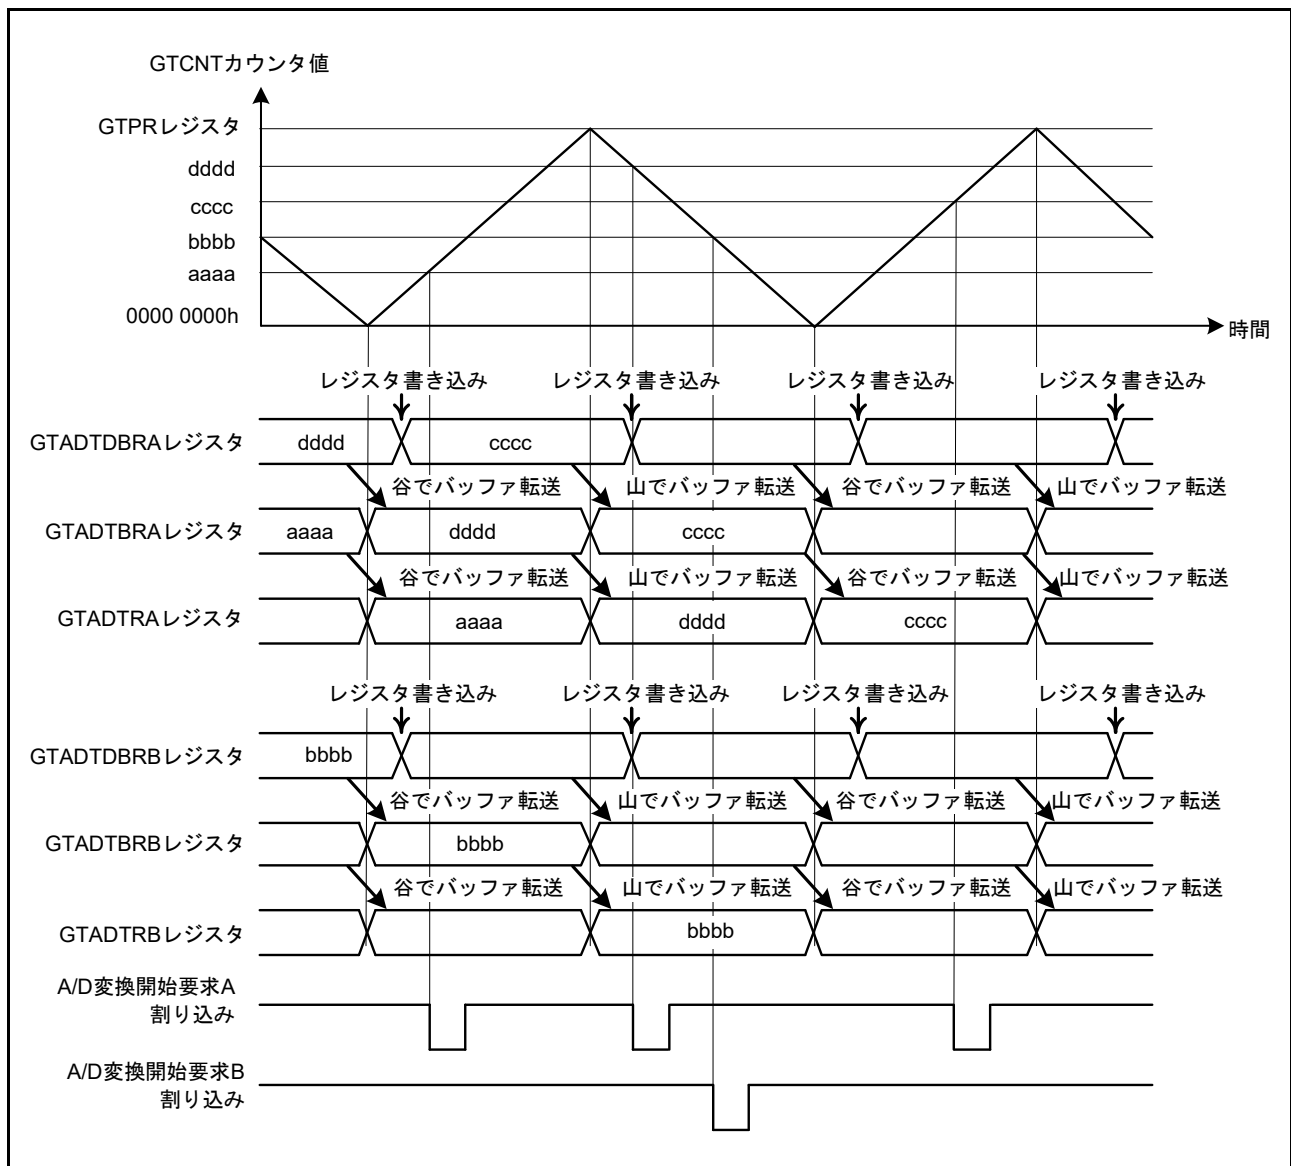 GTCNTカウンタ値
GTPRレジスタ
dddd
cccc
bbbb
aaaa
0000 0000h
時間
レジスタ書き込み レジスタ書き込み レジスタ書き込み レジスタ書き込み
GTADTDBRAレジスタ dddd cccc
谷でバッファ転送 山でバッファ転送 谷でバッファ転送 山でバッファ転送
GTADTBRAレジスタ aaaa dddd cccc
谷でバッファ転送 山でバッファ転送 谷でバッファ転送 山でバッファ転送
GTADTRAレジスタ aaaa dddd cccc
レジスタ書き込み レジスタ書き込み レジスタ書き込み レジスタ書き込み
GTADTDBRBレジスタ bbbb
谷でバッファ転送 山でバッファ転送 谷でバッファ転送 山でバッファ転送
GTADTBRBレジスタ bbbb
谷でバッファ転送 山でバッファ転送 谷でバッファ転送 山でバッファ転送
GTADTRBレジスタ bbbb
A/D変換開始要求A
割り込み
A/D変換開始要求B
割り込み